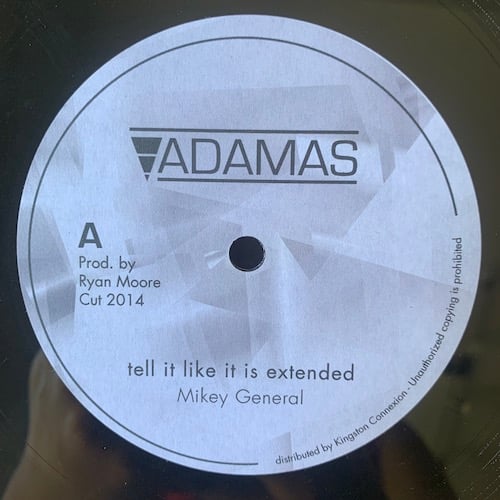 ADAMAS
A
Prod. by
Ryan Moore
Cut 2014
tell it like it is extended
Mikey General
distributed by Kingston Connexion - Unauthorized copying is prohibited